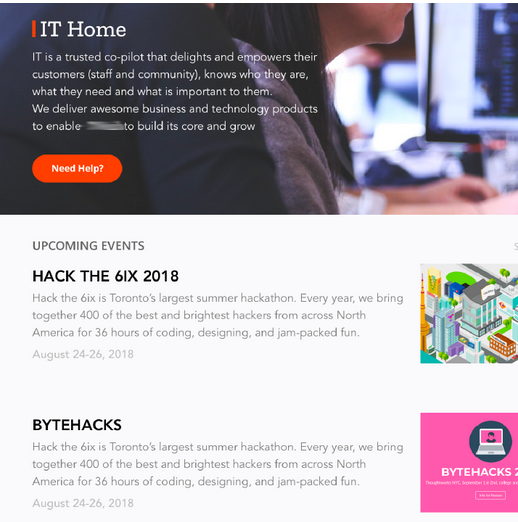 IT Home
IT is a trusted co-pilot that delights and empowers their
customers (staff and community), knows who they are,
what they need and what is important to them.
We deliver awesome business and technology products
to enable to build its core and grow
Need Help?
UPCOMING EVENTS
S
HACK THE 6IX 2018
Hack the 6ix is Toronto's largest summer hackathon. Every year, we bring
together 400 of the best and brightest hackers from across North
America for 36 hours of coding, designing, and jam-packed fun.
August 24-26, 2018
BYTEHACKS
Hack the 6ix is Toronto's largest summer hackathon. Every year, we bring
together 400 of the best and brightest hackers from across North
America for 36 hours of coding, designing, and jam-packed fun.
August 24-26, 2018
BYTEHACKS 2